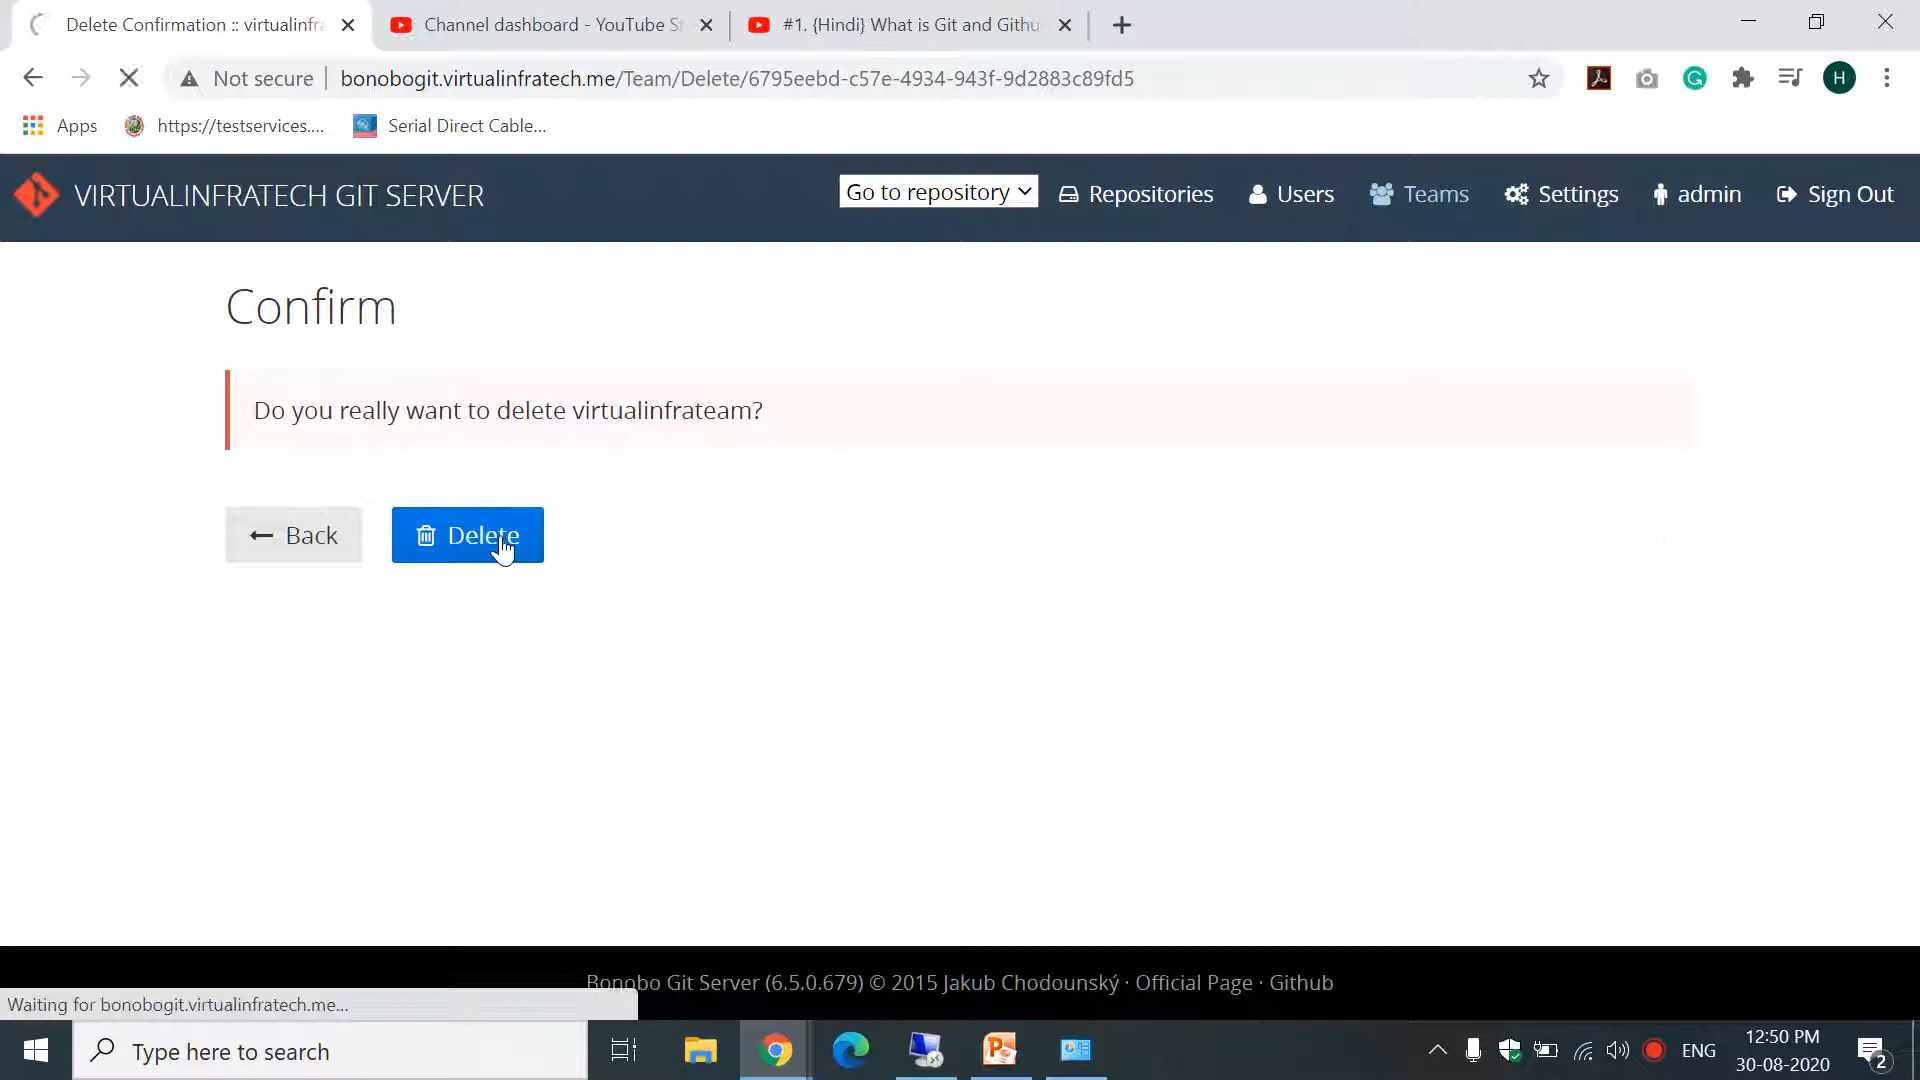 Delete Confirmation :: virtualinfra
Channel dashboard - YouTube S
#1. {Hindi} What is Git and Githu
Not secure
bonobogit.virtualinfratech.me/Team/Delete/6795eebd-c57e-4934-943f-9d2883c89fd5
H
Apps
https://testservices....
Serial Direct Cable...
VIRTUALINFRATECH GIT SERVER
Go to repository
Repositories
Users
Teams
Settings
admin
Sign Out
Confirm
Do you really want to delete virtualinfrateam?
Back
Delete
Bonobo Git Server (6.5.0.679) © 2015 Jakub Chodounský · Official Page · Github
Waiting for bonobogit.virtualinfratech.me...
Type here to search
ENG
12:50 PM
30-08-2020
2